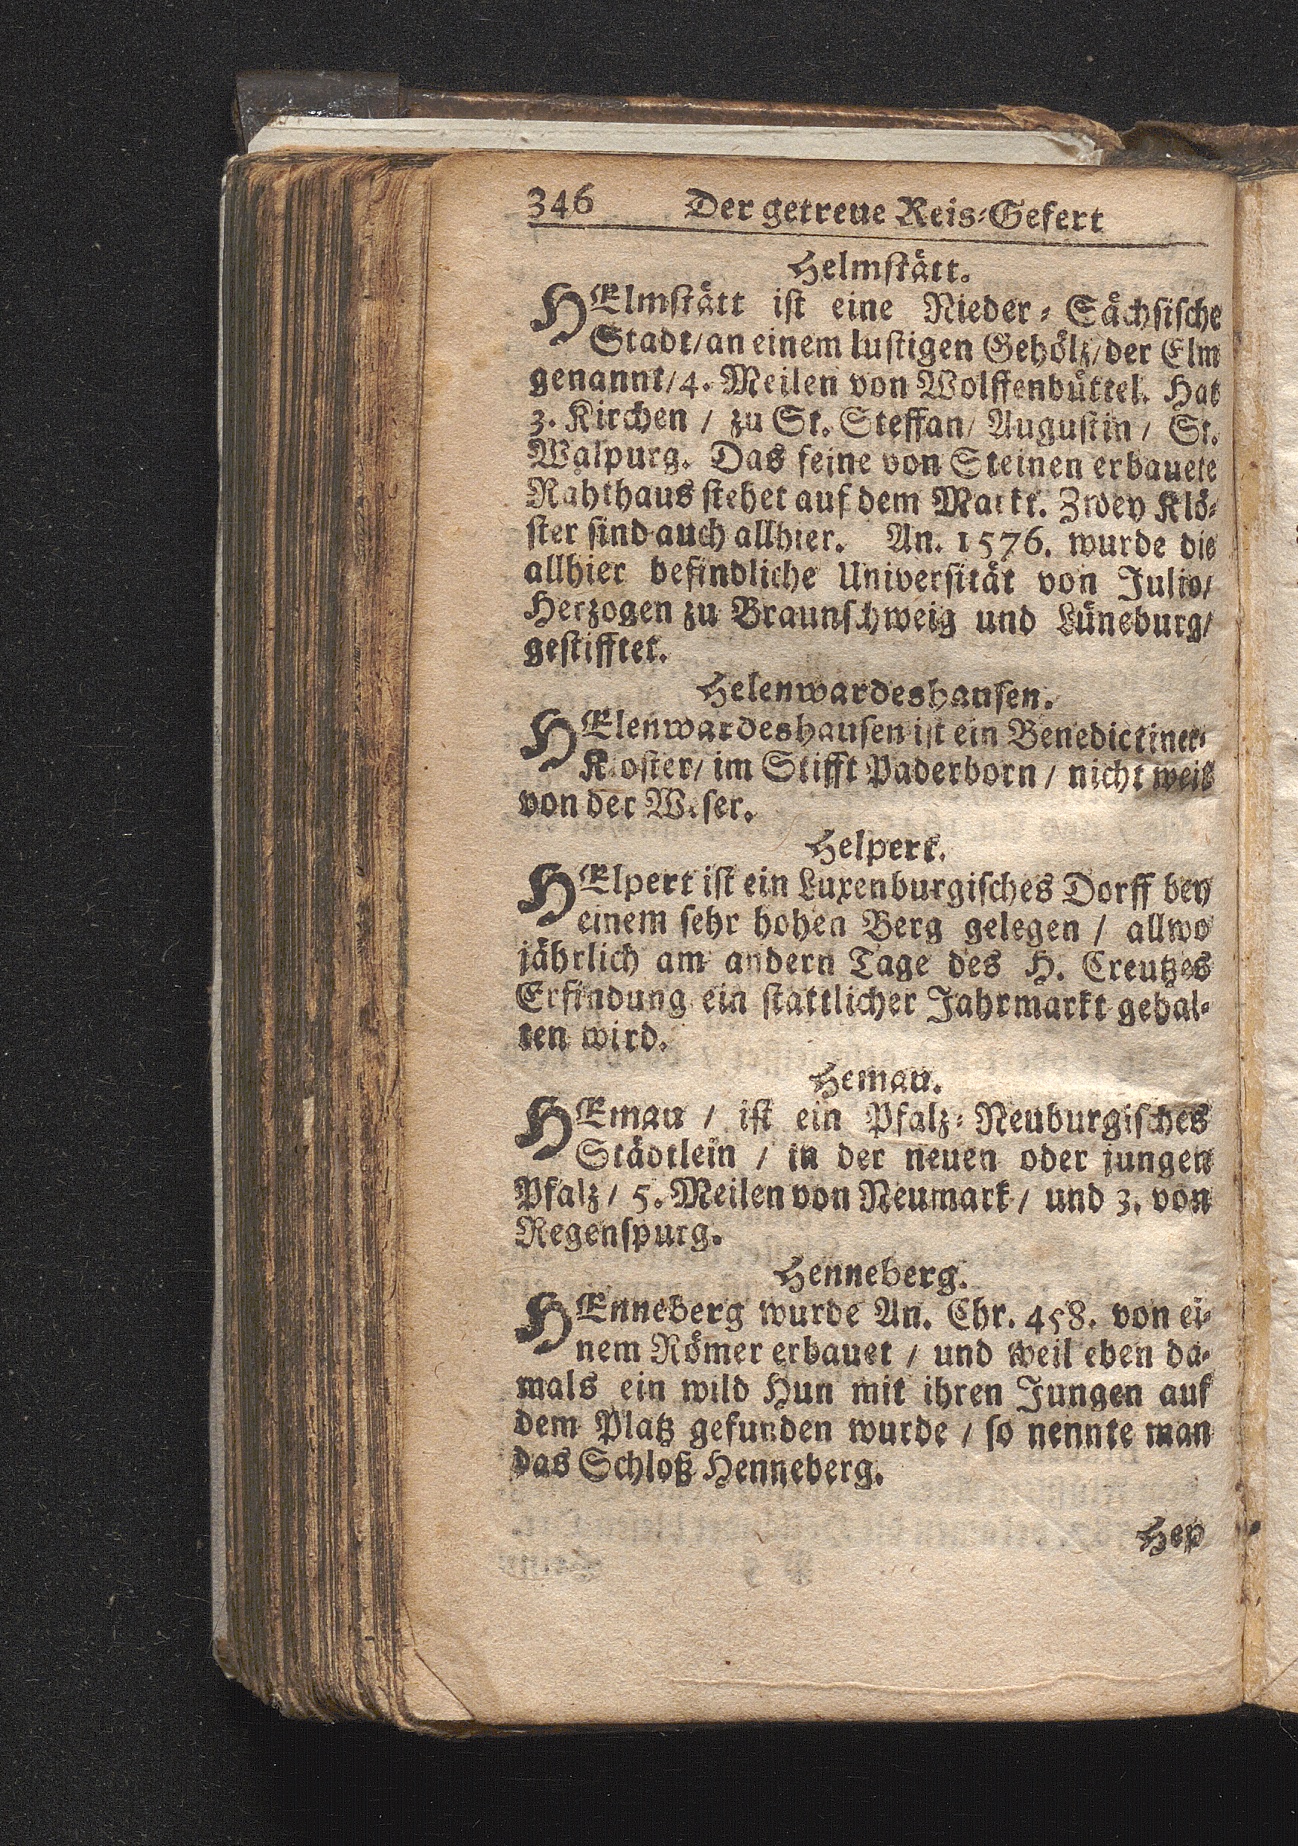 346 Der getreue Reis-Gefert
Helmstätt.
HElmstätt ist eine Nieder-Sächsische
Stadt/an einem lustigen Gehöltz/der Elm
genannt/4. Meilen von Wolffenbüttel. Hat
3. Kirchen / zu St. Steffan/ Augustin / St.
Walpurg. Das feine von Steinen erbauete
Rahthaus stehet auf dem Marckt. Zwey Klö-
ster sind auch allhier. An. 1576. wurde die
allhier befindliche Universität von Julio/
Herzogen zu Braunschweig und Lüneburg/
gestifftet.
Helenwardeshausen.
HElenwardeshausen ist ein Benedictiner-
Kloster/ im Stifft Paderborn / nicht weit
von der Weser.
Helpert.
HElpert ist ein Luxenburgisches Dorff bey
einem sehr hohen Berg gelegen / allwo
jährlich am andern Tage des H. Creutzes
Erfindung ein stattlicher Jahrmarkt gehal-
ten wird.
Hemau.
HEmau / ist ein Pfalz-Neuburgisches
Städtlein / in der neuen oder jungen
Pfalz / 5. Meilen von Neumark / und 3. von
Regenspurg.
Henneberg.
HEnneberg wurde An. Chr. 458. von ei-
nem Römer erbauet / und weil eben da-
mals ein wild Hun mit ihren Jungen auf
dem Platz gefunden wurde / so nennte man
das Schloß Henneberg.
Hep